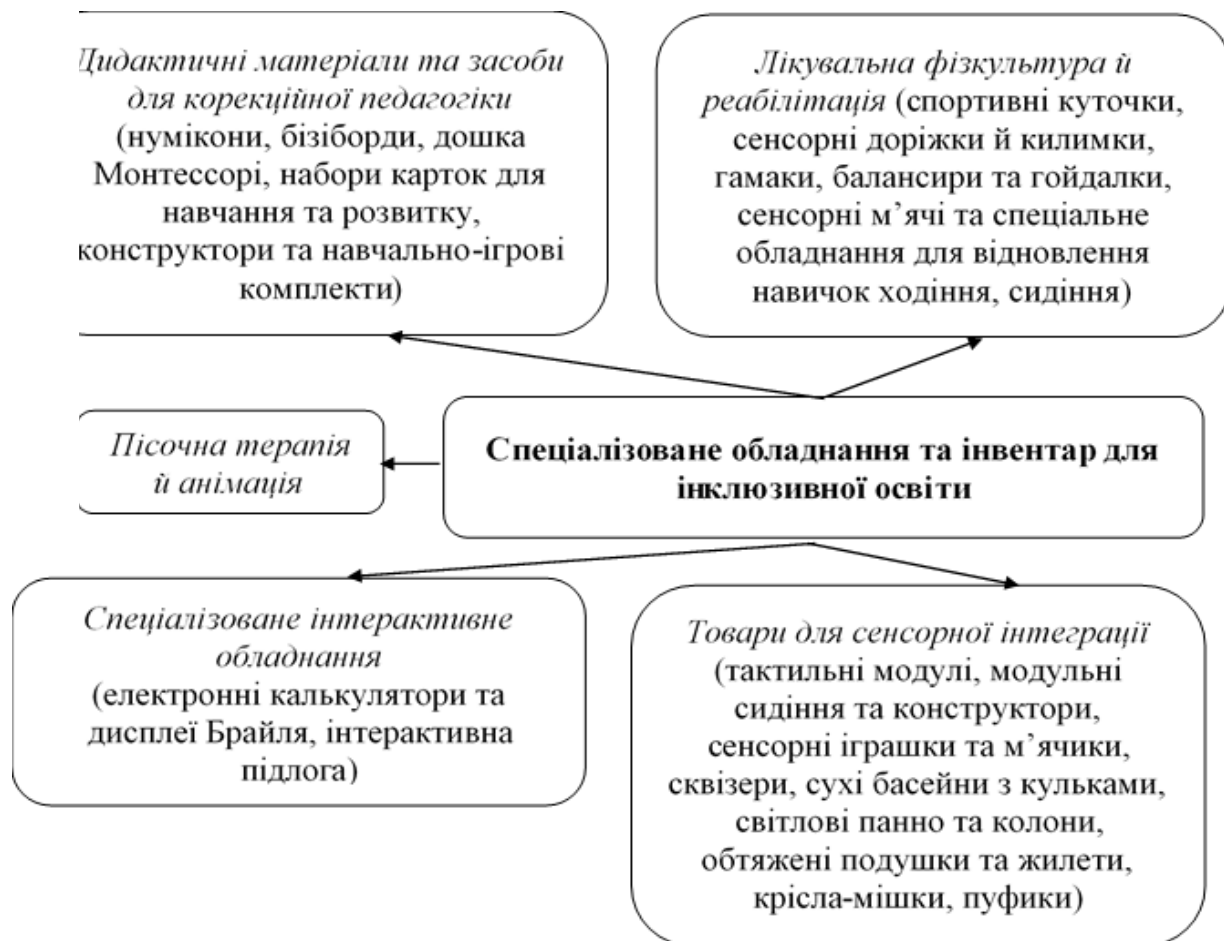 Дидактичні матеріали та засоби
для корекційної педагогіки
(нумікони, бізіборди, дошка
Монтессорі, набори карток для
навчання та розвитку,
конструктори та навчально-ігрові
комплекти)
Лікувальна фізкультура й
реабілітація (спортивні куточки,
сенсорні доріжки й килимки,
гамаки, балансири та гойдалки,
сенсорні м’ячі та спеціальне
обладнання для відновлення
навичок ходіння, сидіння)
Пісочна терапія
й анімація
Спеціалізоване обладнання та інвентар для
інклюзивної освіти
Спеціалізоване інтерактивне
обладнання
(електронні калькулятори та
дисплеї Брайля, інтерактивна
підлога)
Товари для сенсорної інтеграції
(тактильні модулі, модульні
сидіння та конструктори,
сенсорні іграшки та м’ячики,
сквізери, сухі басейни з кульками,
світлові панно та колони,
обтяжені подушки та жилети,
крісла-мішки, пуфики)